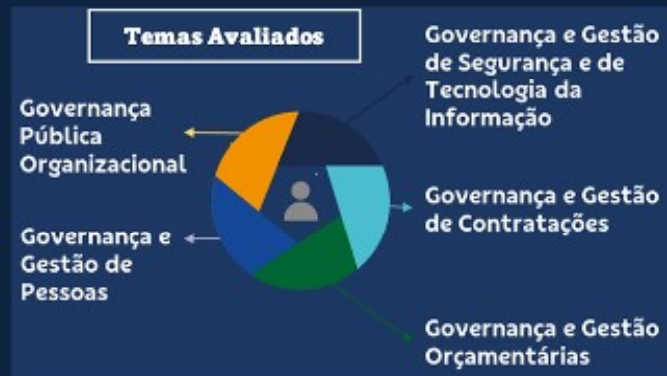 Temas Avaliados
Governança
Pública
Organizacional
Governança e
Gestão de
Pessoas
Governança e Gestão
de Segurança e de
Tecnologia da
Informação
Governança e Gestão
de Contratações
Governança e Gestão
Orçamentárias